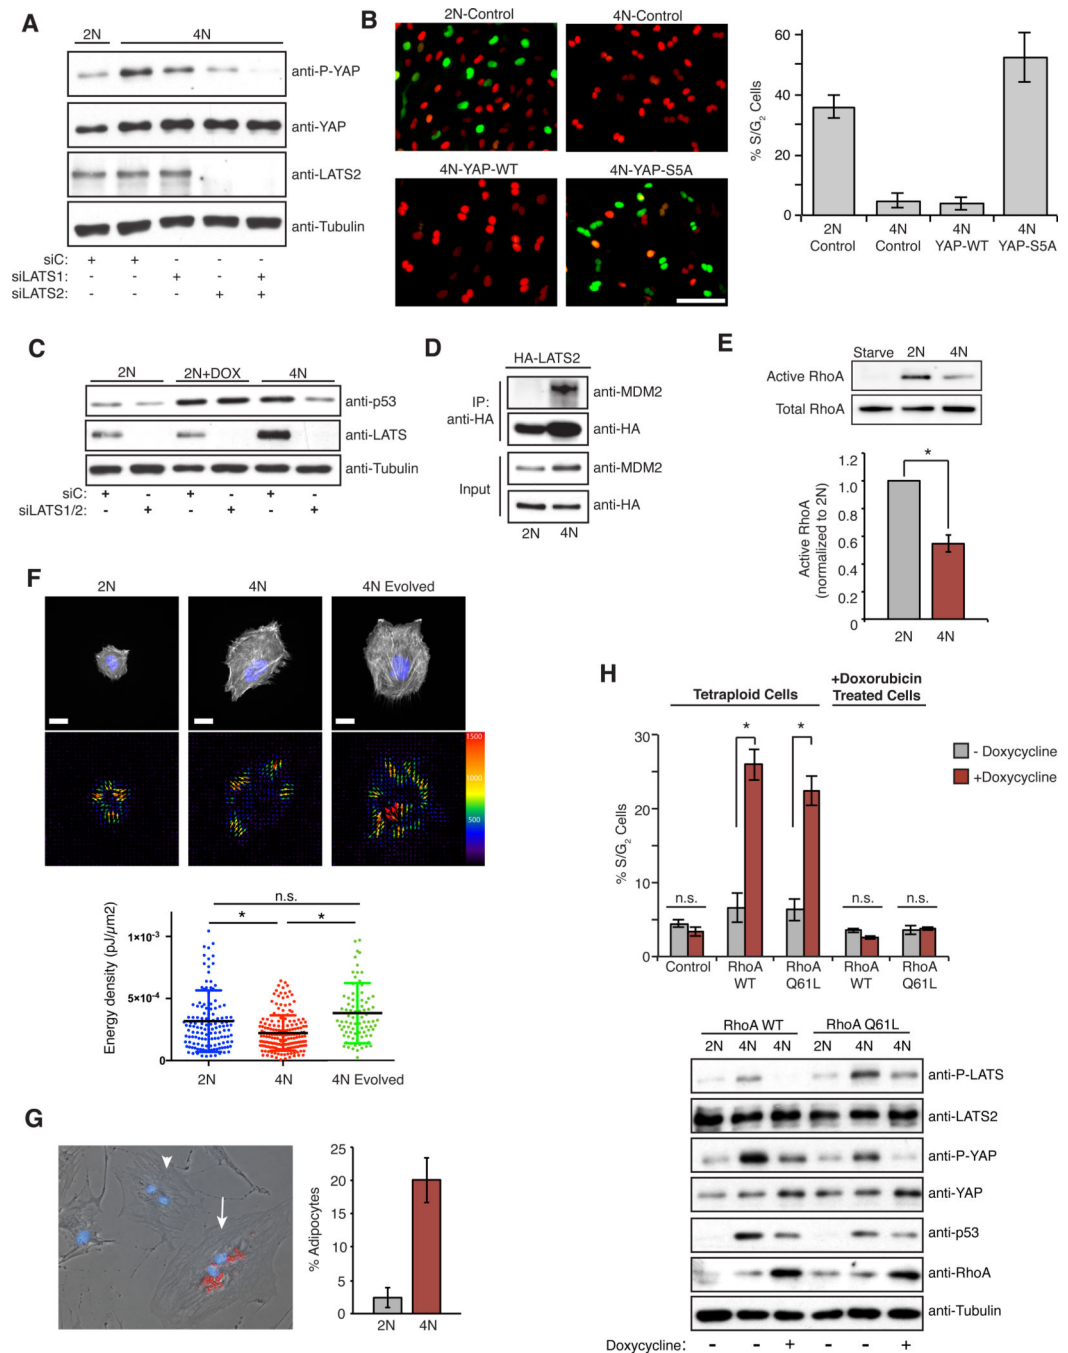 A
2N 4N
anti-P-YAP
anti-YAP
anti-LATS2
anti-Tubulin
siC: + + - - -
siLATS1: - - + - +
siLATS2: - - - + +
B
2N-Control 4N-Control
4N-YAP-WT 4N-YAP-S5A
% S/G2 Cells
60
40
20
0
2N Control
4N Control
4N YAP-WT
4N YAP-S5A
C
2N 2N+DOX 4N
anti-p53
anti-LATS
anti-Tubulin
siC: + - + - + -
siLATS1/2: - + - + - +
D
HA-LATS2
IP: anti-HA
anti-MDM2
anti-HA
Input
anti-MDM2
anti-HA
2N 4N
E
Starve 2N 4N
Active RhoA
Total RhoA
*
Active RhoA
(normalized to 2N)
1.2
1.0
0.8
0.6
0.4
0.2
0
2N 4N
F
2N 4N 4N Evolved
1500
1000
500
n.s.
* *
Energy density (pJ/μm2)
1×10⁻³
5×10⁻⁴
0
2N 4N 4N Evolved
G
% Adipocytes
25
20
15
10
5
0
2N 4N
H
Tetraploid Cells
+Doxorubicin
Treated Cells
- Doxycycline
+Doxycycline
% S/G2 Cells
30
20
10
0
n.s. * * n.s. n.s.
Control
RhoA WT
RhoA Q61L
RhoA WT
RhoA Q61L
RhoA WT RhoA Q61L
2N 4N 4N 2N 4N 4N
anti-P-LATS
anti-LATS2
anti-P-YAP
anti-YAP
anti-p53
anti-RhoA
anti-Tubulin
Doxycycline: - - + - - +